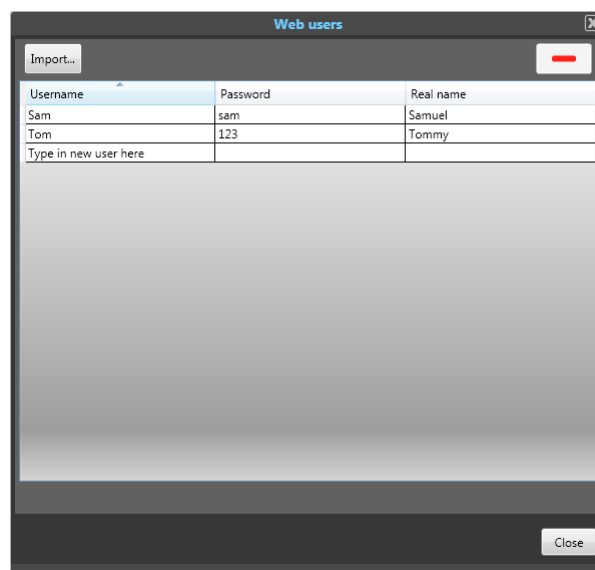 Web users
Import...
Username Password Real name
Sam sam Samuel
Tom 123 Tommy
Type in new user here
Close